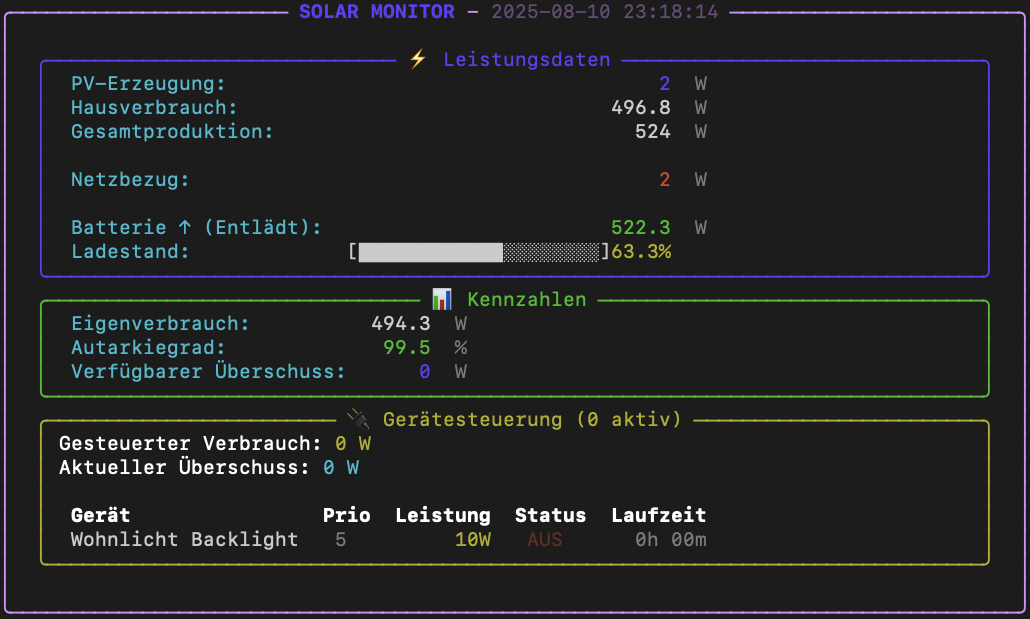 SOLAR MONITOR – 2025-08-10 23:18:14
⚡ Leistungsdaten
PV-Erzeugung: 2 W
Hausverbrauch: 496.8 W
Gesamtproduktion: 524 W
Netzbezug: 2 W
Batterie ↑ (Entlädt): 522.3 W
Ladestand: [] 63.3%
📊 Kennzahlen
Eigenverbrauch: 494.3 W
Autarkiegrad: 99.5 %
Verfügbarer Überschuss: 0 W
🔌 Gerätesteuerung (0 aktiv)
Gesteuerter Verbrauch: 0 W
Aktueller Überschuss: 0 W
Gerät Prio Leistung Status Laufzeit
Wohnlicht Backlight 5 10W AUS 0h 00m